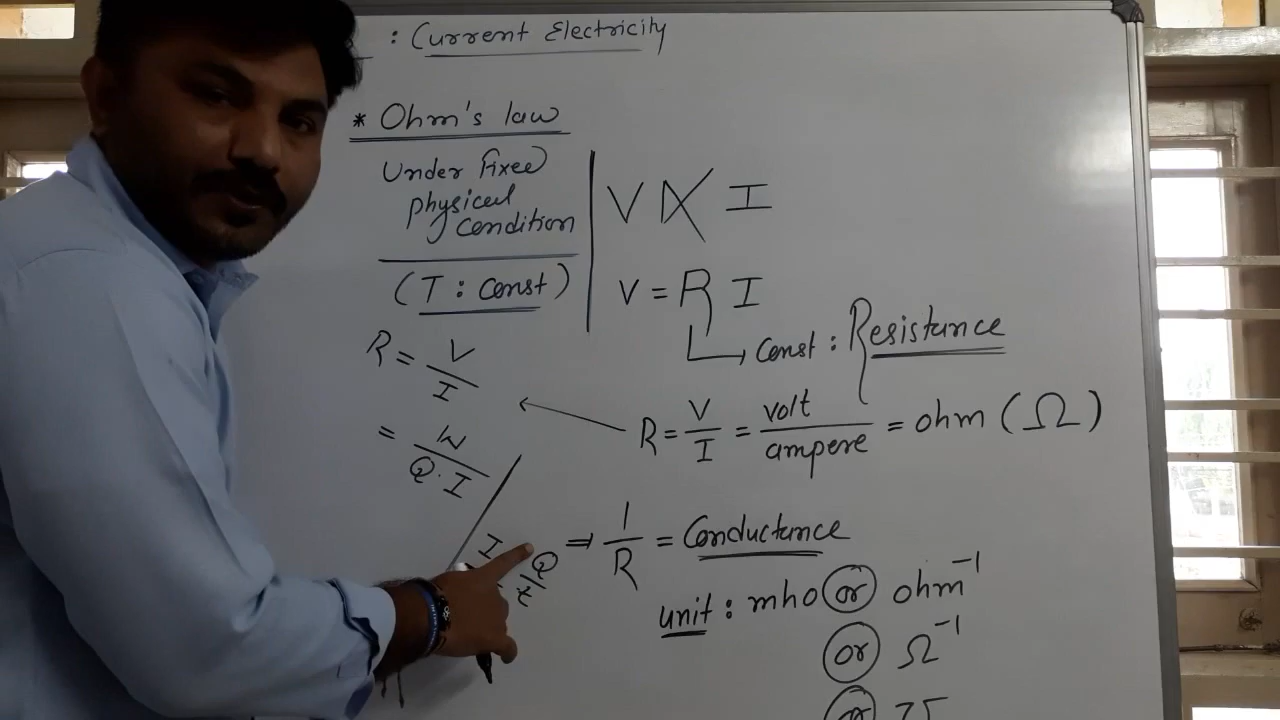 : Current Electricity
* Ohm's law
Under fixed
physical
condition
(T : Const)
V ∝ I
V = R I
Const : Resistance
R = V/I
= W/Q.I
R = V/I = volt/ampere = ohm (Ω)
I Q/t
⇒ 1/R = Conductance
unit : mho or ohm⁻¹
or Ω⁻¹
or